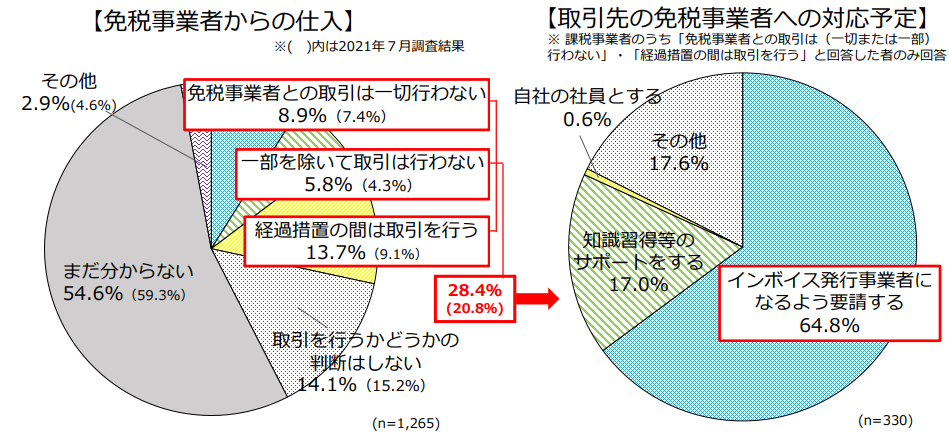 【免税事業者からの仕入】
※( )内は2021年７月調査結果
その他
2.9%(4.6%)
免税事業者との取引は一切行わない
8.9%（7.4%）
一部を除いて取引は行わない
5.8%（4.3%）
経過措置の間は取引を行う
13.7%（9.1%）
まだ分からない
54.6%（59.3%）
28.4%
(20.8%)
取引を行うかどうかの
判断はしない
14.1%（15.2%）
(n=1,265)
【取引先の免税事業者への対応予定】
※ 課税事業者のうち「免税事業者との取引は（一切または一部）
行わない」・「経過措置の間は取引を行う」と回答した者のみ回答
自社の社員とする
0.6%
その他
17.6%
知識習得等の
サポートをする
17.0%
インボイス発行事業者に
なるよう要請する
64.8%
(n=330)